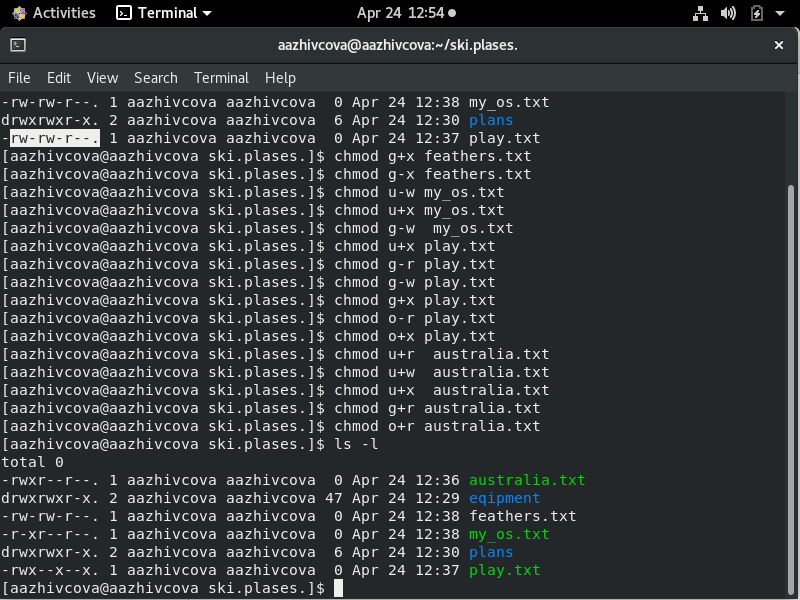 Activities Terminal Apr 24 12:54
aazhivcova@aazhivcova:~/ski.plases.
File Edit View Search Terminal Help
-rw-rw-r--. 1 aazhivcova aazhivcova  0 Apr 24 12:38 my_os.txt
drwxrwxr-x. 2 aazhivcova aazhivcova  6 Apr 24 12:30 plans
-rw-rw-r--. 1 aazhivcova aazhivcova  0 Apr 24 12:37 play.txt
[aazhivcova@aazhivcova ski.plases.]$ chmod g+x feathers.txt
[aazhivcova@aazhivcova ski.plases.]$ chmod g-x feathers.txt
[aazhivcova@aazhivcova ski.plases.]$ chmod u-w my_os.txt
[aazhivcova@aazhivcova ski.plases.]$ chmod u+x my_os.txt
[aazhivcova@aazhivcova ski.plases.]$ chmod g-w  my_os.txt
[aazhivcova@aazhivcova ski.plases.]$ chmod u+x play.txt
[aazhivcova@aazhivcova ski.plases.]$ chmod g-r play.txt
[aazhivcova@aazhivcova ski.plases.]$ chmod g-w play.txt
[aazhivcova@aazhivcova ski.plases.]$ chmod g+x play.txt
[aazhivcova@aazhivcova ski.plases.]$ chmod o-r play.txt
[aazhivcova@aazhivcova ski.plases.]$ chmod o+x play.txt
[aazhivcova@aazhivcova ski.plases.]$ chmod u+r  australia.txt
[aazhivcova@aazhivcova ski.plases.]$ chmod u+w  australia.txt
[aazhivcova@aazhivcova ski.plases.]$ chmod u+x  australia.txt
[aazhivcova@aazhivcova ski.plases.]$ chmod g+r australia.txt
[aazhivcova@aazhivcova ski.plases.]$ chmod o+r australia.txt
[aazhivcova@aazhivcova ski.plases.]$ ls -l
total 0
-rwxr--r--. 1 aazhivcova aazhivcova  0 Apr 24 12:36 australia.txt
drwxrwxr-x. 2 aazhivcova aazhivcova 47 Apr 24 12:29 eqipment
-rw-rw-r--. 1 aazhivcova aazhivcova  0 Apr 24 12:38 feathers.txt
-r-xr--r--. 1 aazhivcova aazhivcova  0 Apr 24 12:38 my_os.txt
drwxrwxr-x. 2 aazhivcova aazhivcova  6 Apr 24 12:30 plans
-rwx--x--x. 1 aazhivcova aazhivcova  0 Apr 24 12:37 play.txt
[aazhivcova@aazhivcova ski.plases.]$